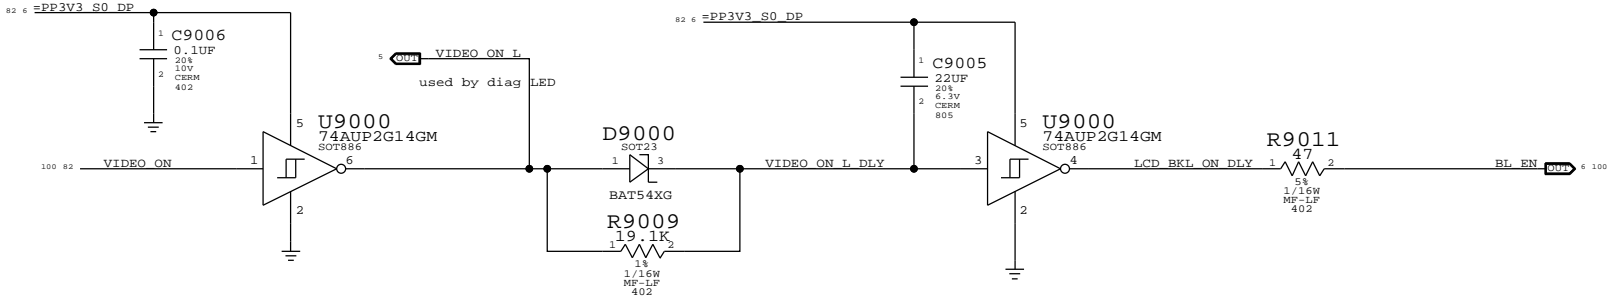 82 6 =PP3V3_S0_DP
1 C9006
0.1UF
20%
10V
2 CERM
402
5 OUT VIDEO_ON_L
used by diag LED
5 U9000
74AUP2G14GM
SOT886
100 82 VIDEO_ON 1 6
2
D9000
SOT23
1 3
BAT54XG
R9009
19.1K
1 2
1%
1/16W
MF-LF
402
82 6 =PP3V3_S0_DP
1 C9005
22UF
20%
6.3V
2 CERM
805
5 U9000
74AUP2G14GM
SOT886
VIDEO_ON_L_DLY 3 4
2
LCD_BKL_ON_DLY
R9011
47
1 2
5%
1/16W
MF-LF
402
BL_EN OUT 6 100